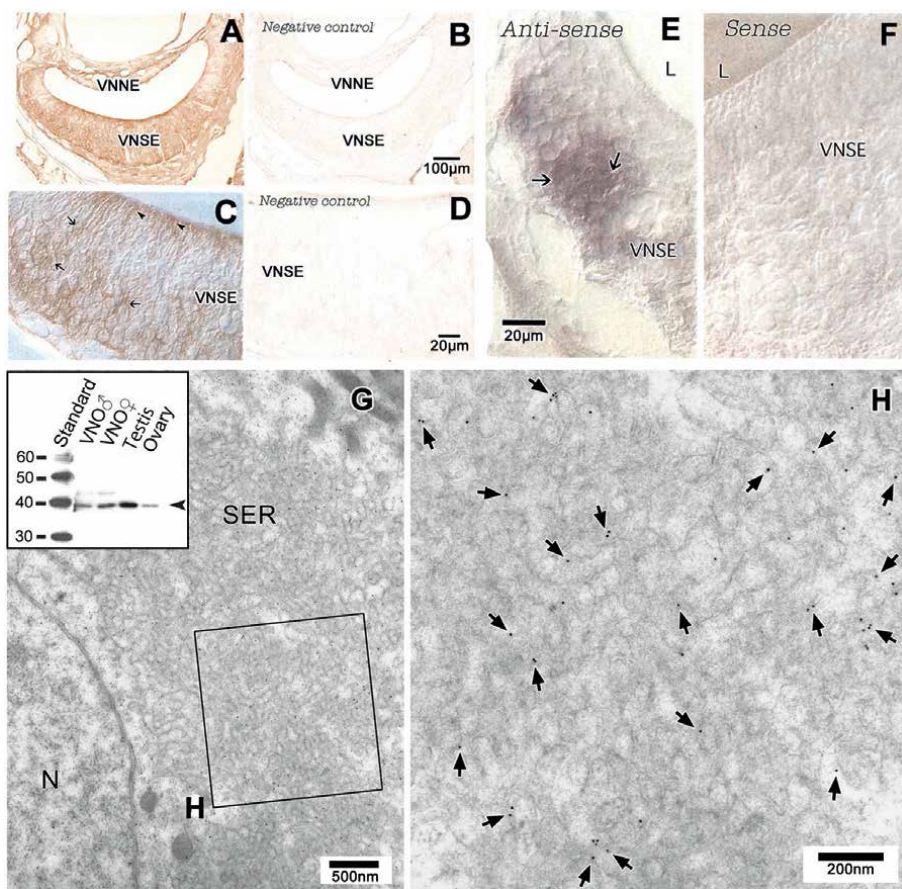 A
VNNE
VNSE
Negative control
B
VNNE
VNSE
100μm
C
VNSE
Negative control
D
VNSE
20μm
Anti-sense
E
L
VNSE
20μm
Sense
F
L
VNSE
Standard
VNO♂
VNO♀
Testis
Ovary
60
50
40
30
G
SER
N
H
500nm
H
200nm